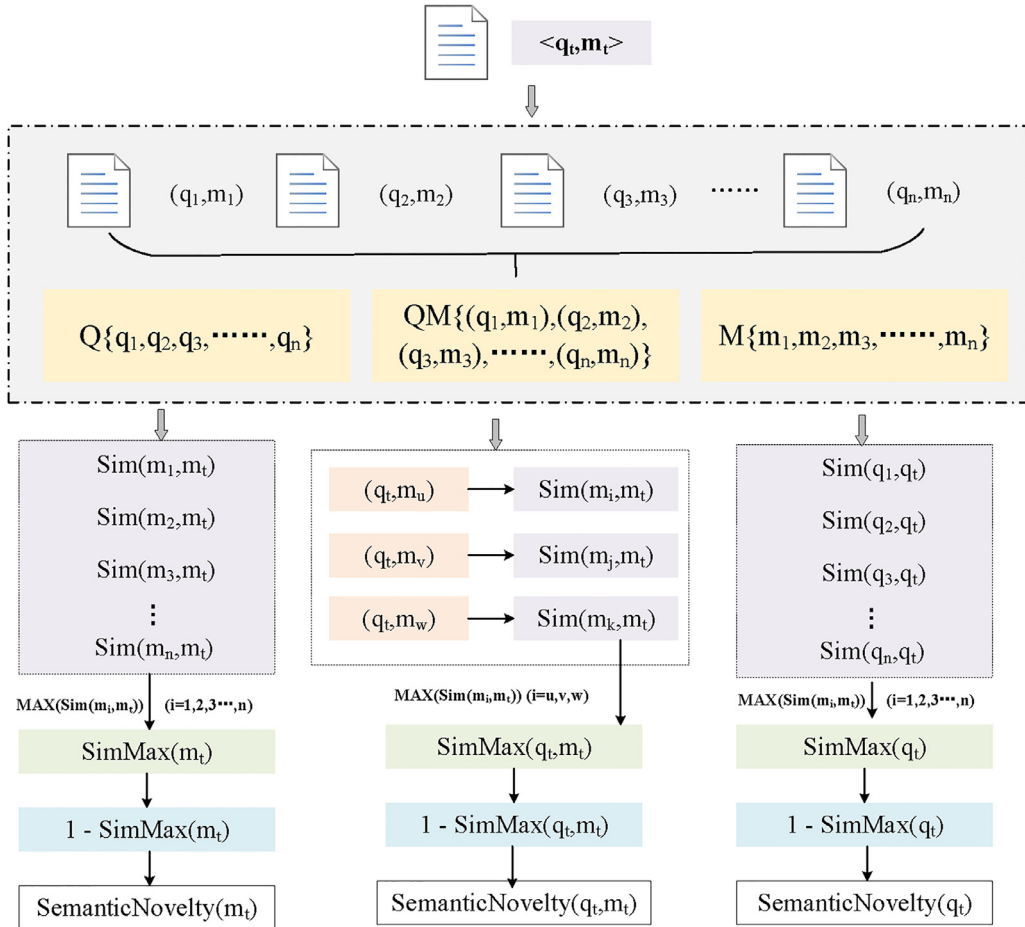 <qt,mt>
(q1,m1)
(q2,m2)
(q3,m3)
……
(qn,mn)
Q{q1,q2,q3,……,qn}
QM{(q1,m1),(q2,m2),
(q3,m3),……,(qn,mn)}
M{m1,m2,m3,……,mn}
Sim(m1,mt)
Sim(m2,mt)
Sim(m3,mt)
⋮
Sim(mn,mt)
MAX(Sim(mi,mt)) (i=1,2,3···,n)
SimMax(mt)
1 - SimMax(mt)
SemanticNovelty(mt)
(qt,mu)
Sim(mi,mt)
(qt,mv)
Sim(mj,mt)
(qt,mw)
Sim(mk,mt)
MAX(Sim(mi,mt)) (i=u,v,w)
SimMax(qt,mt)
1 - SimMax(qt,mt)
SemanticNovelty(qt,mt)
Sim(q1,qt)
Sim(q2,qt)
Sim(q3,qt)
⋮
Sim(qn,qt)
MAX(Sim(mi,mt)) (i=1,2,3···,n)
SimMax(qt)
1 - SimMax(qt)
SemanticNovelty(qt)